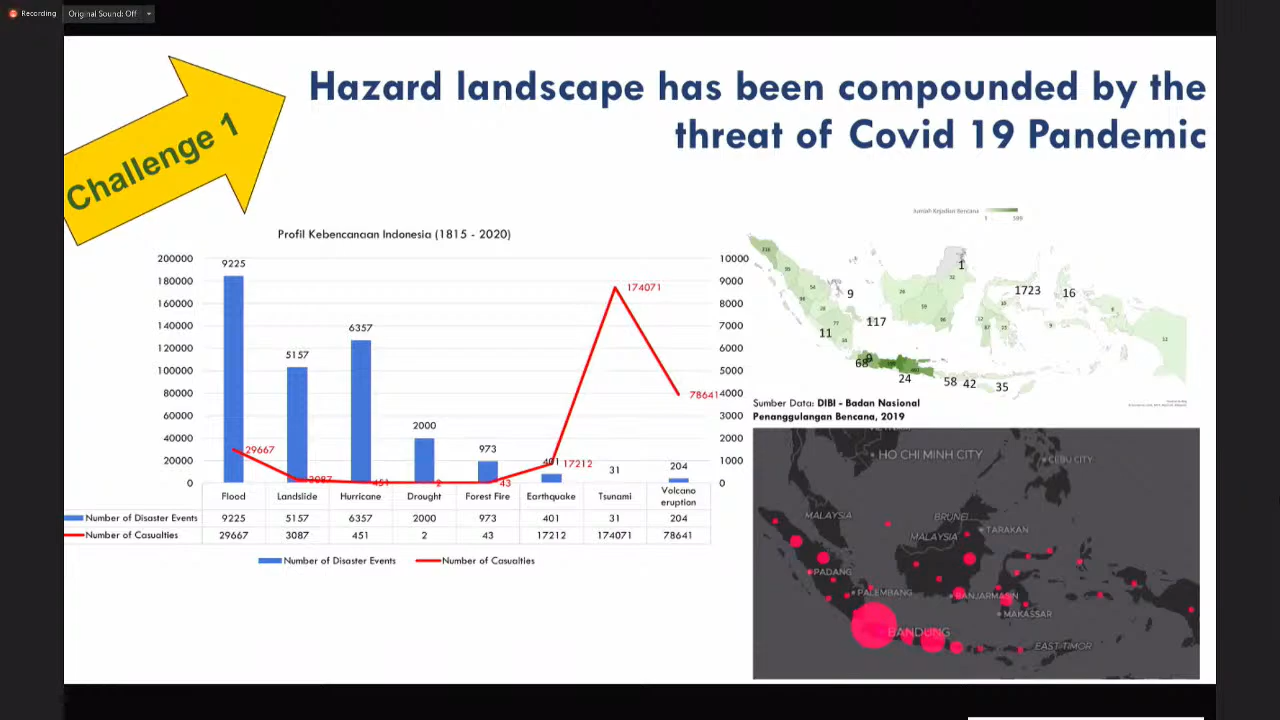 Recording
Original Sound: Off
Challenge 1
Hazard landscape has been compounded by the
threat of Covid 19 Pandemic
Profil Kebencanaan Indonesia (1815 - 2020)
200000
180000
160000
140000
120000
100000
80000
60000
40000
20000
0
10000
9000
8000
7000
6000
5000
4000
3000
2000
1000
0
9225
5157
6357
2000
973
401
31
204
29667
3087
451
2
43
17212
174071
78641
Flood Landslide Hurricane Drought Forest Fire Earthquake Tsunami Volcano eruption
Number of Disaster Events 9225 5157 6357 2000 973 401 31 204
Number of Casualties 29667 3087 451 2 43 17212 174071 78641
Number of Disaster Events Number of Casualties
Jumlah Kejadian Bencana
1
9
1723
16
117
11
68
9
24
58
42
35
Sumber Data: DIBI - Badan Nasional
Penanggulangan Bencana, 2019
HO CHI MINH CITY
CEBU CITY
MALAYSIA
BRUNEI
TARAKAN
MALAYSIA
PADANG
PALEMBANG
BANJARMASIN
MAKASSAR
BANDUNG
EAST TIMOR